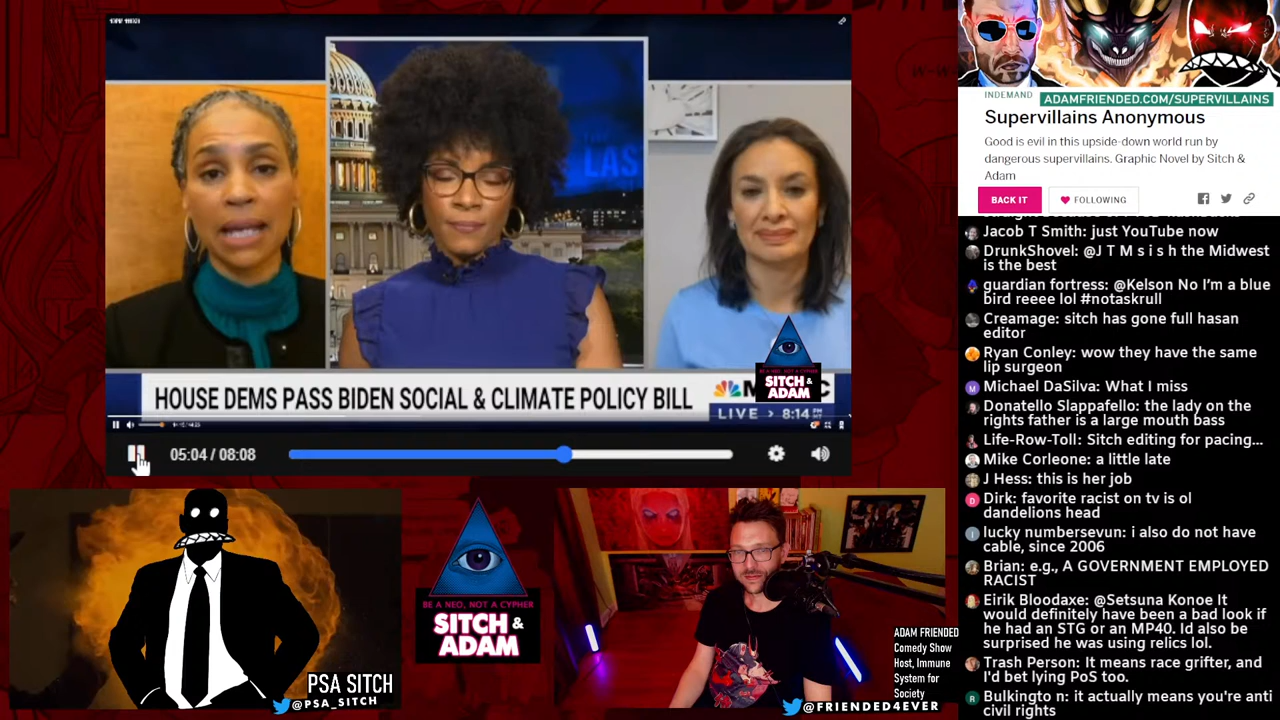 LAS
HOUSE DEMS PASS BIDEN SOCIAL & CLIMATE POLICY BILL
LIVE > 8:14 PM
BE A NEO, NOT A CYPHER
SITCH &
ADAM
05:04 / 08:08
PSA SITCH
@PSA_SITCH
BE A NEO, NOT A CYPHER
SITCH &
ADAM
ADAM FRIENDED
Comedy Show
Host, Immune
System for
Society
@FRIENDED4EVER
INDEMAND
ADAMFRIENDED.COM/SUPERVILLAINS
Supervillains Anonymous
Good is evil in this upside-down world run by
dangerous supervillains. Graphic Novel by Sitch &
Adam
BACK IT
FOLLOWING
Jacob T Smith: just YouTube now
DrunkShovel: @J T M s i s h the Midwest
is the best
guardian fortress: @Kelson No I’m a blue
bird reeee lol #notaskrull
Creamage: sitch has gone full hasan
editor
Ryan Conley: wow they have the same
lip surgeon
Michael DaSilva: What I miss
Donatello Slappafello: the lady on the
rights father is a large mouth bass
Life-Row-Toll: Sitch editing for pacing...
Mike Corleone: a little late
J Hess: this is her job
Dirk: favorite racist on tv is ol
dandelions head
lucky numbersevun: i also do not have
cable, since 2006
Brian: e.g., A GOVERNMENT EMPLOYED
RACIST
Eirik Bloodaxe: @Setsuna Konoe It
would definitely have been a bad look if
he had an STG or an MP40. Id also be
surprised he was using relics lol.
Trash Person: It means race grifter, and
I'd bet lying PoS too.
Bulkingto n: it actually means you're anti
civil rights